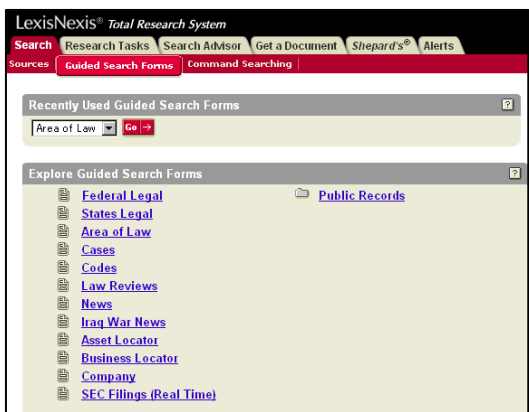 LexisNexis® Total Research System
Search Research Tasks Search Advisor Get a Document Shepard's® Alerts
Sources Guided Search Forms Command Searching
Recently Used Guided Search Forms ?
Area of Law Go
Explore Guided Search Forms ?
Federal Legal Public Records
States Legal
Area of Law
Cases
Codes
Law Reviews
News
Iraq War News
Asset Locator
Business Locator
Company
SEC Filings (Real Time)